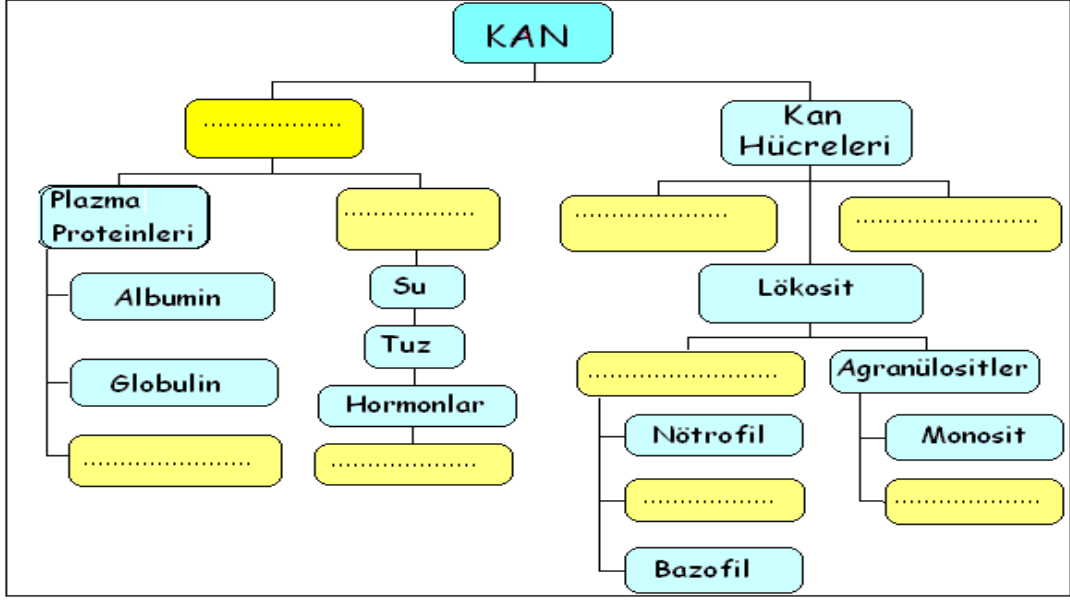 KAN
..................
Kan
Hücreleri
Plazma
Proteinleri
.................
....................
........................
Albumin
Su
Lökosit
Tuz
Globulin
.........................
Agranülositler
Hormonlar
Nötrofil
Monosit
......................
...................
.................
...................
Bazofil